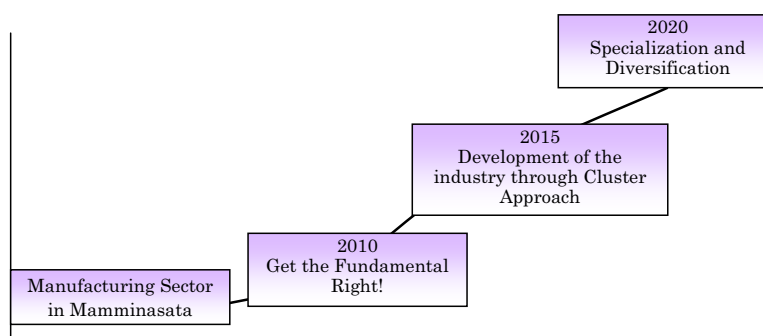 2020
Specialization and
Diversification
2015
Development of the
industry through Cluster
Approach
2010
Get the Fundamental
Right!
Manufacturing Sector
in Mamminasata